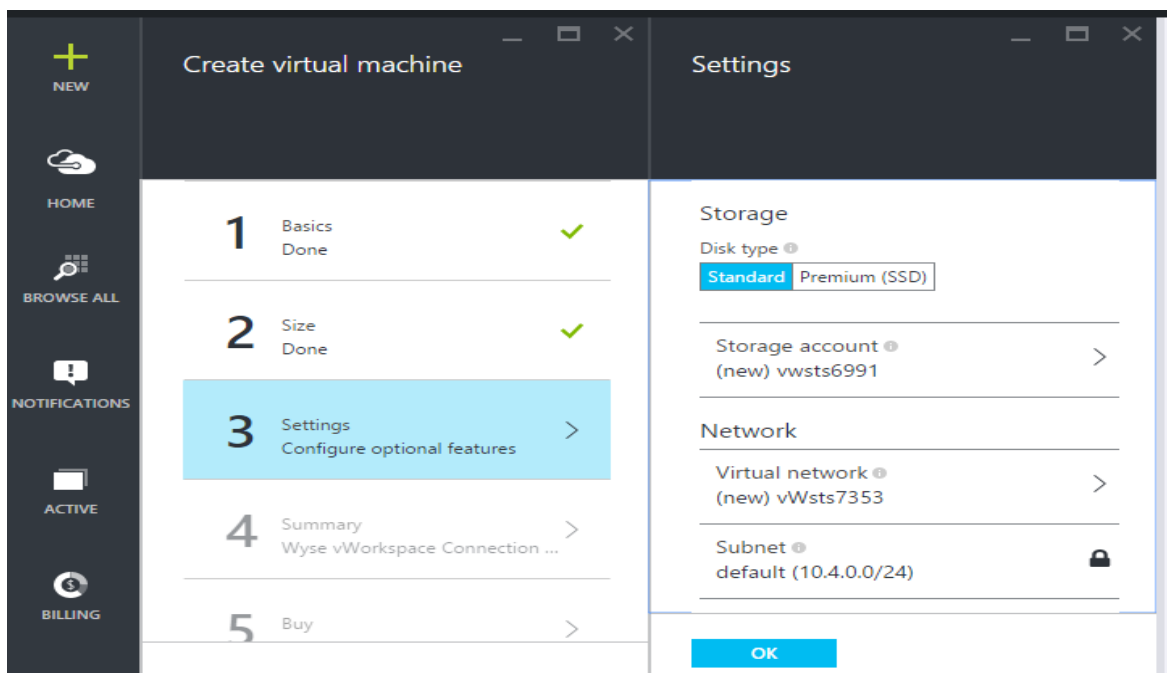 NEW
HOME
BROWSE ALL
NOTIFICATIONS
ACTIVE
BILLING
Create virtual machine
1
Basics
Done
2
Size
Done
3
Settings
Configure optional features
4
Summary
Wyse vWorkspace Connection ...
5
Buy
Settings
Storage
Disk type
Standard Premium (SSD)
Storage account
(new) vwsts6991
Network
Virtual network
(new) vWsts7353
Subnet
default (10.4.0.0/24)
OK